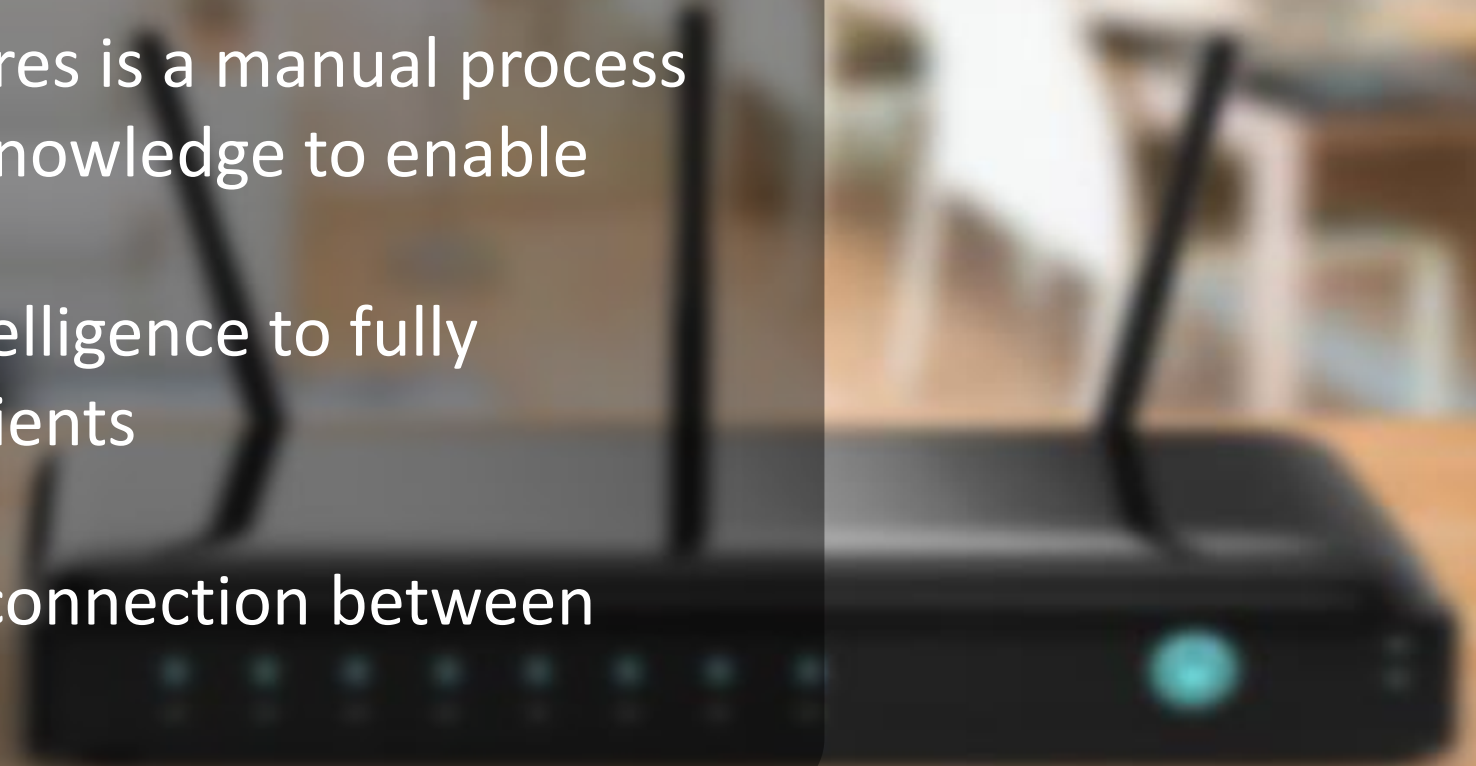 res is a manual process
nowledge to enable
elligence to fully
ients
connection between